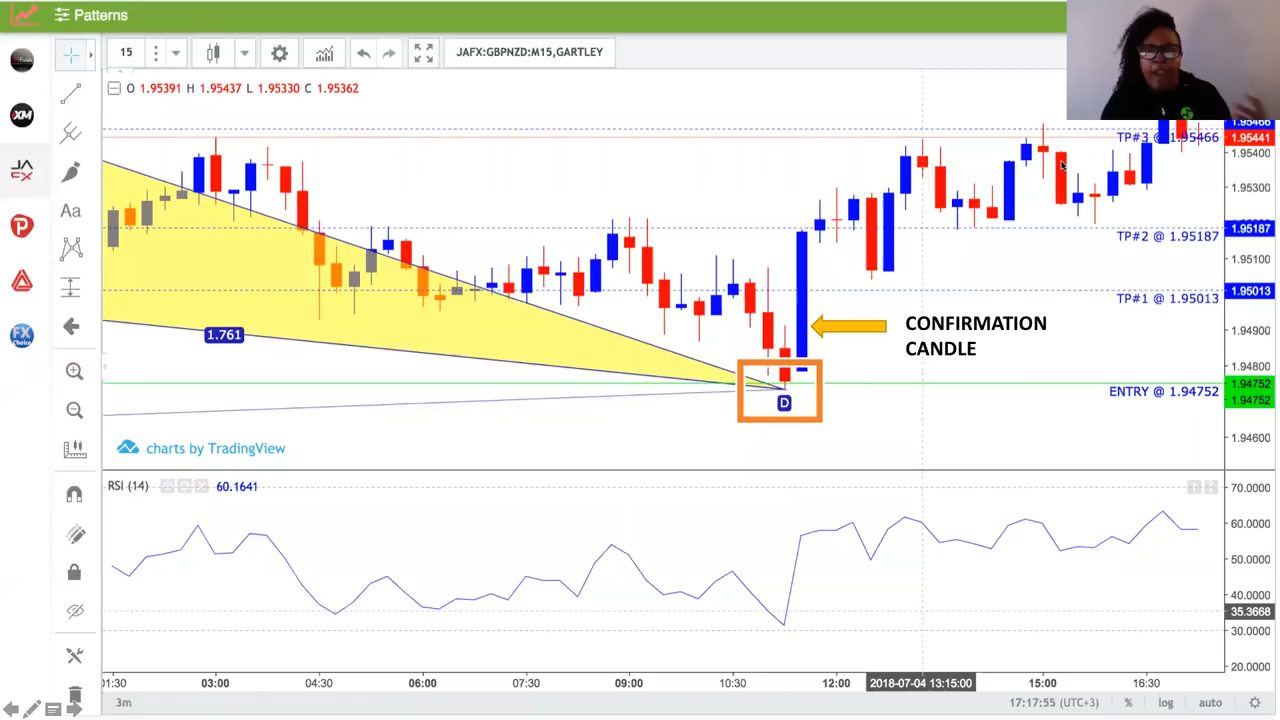 Patterns
15
JAFX:GBPNZD:M15,GARTLEY
O 1.95391 H 1.95437 L 1.95330 C 1.95362
XM
Aa
1.761
D
CONFIRMATION
CANDLE
TP#3 @ 1.95466
TP#2 @ 1.95187
TP#1 @ 1.95013
ENTRY @ 1.94752
1.95466
1.95441
1.95400
1.95300
1.95187
1.95100
1.95013
1.94900
1.94800
1.94752
1.94752
1.94600
charts by TradingView
RSI (14) 60.1641
70.0000
60.0000
50.0000
40.0000
35.3668
30.0000
20.0000
01:30 03:00 04:30 06:00 07:30 09:00 10:30 12:00 2018-07-04 13:15:00 15:00 16:30
3m 17:17:55 (UTC+3) % log auto